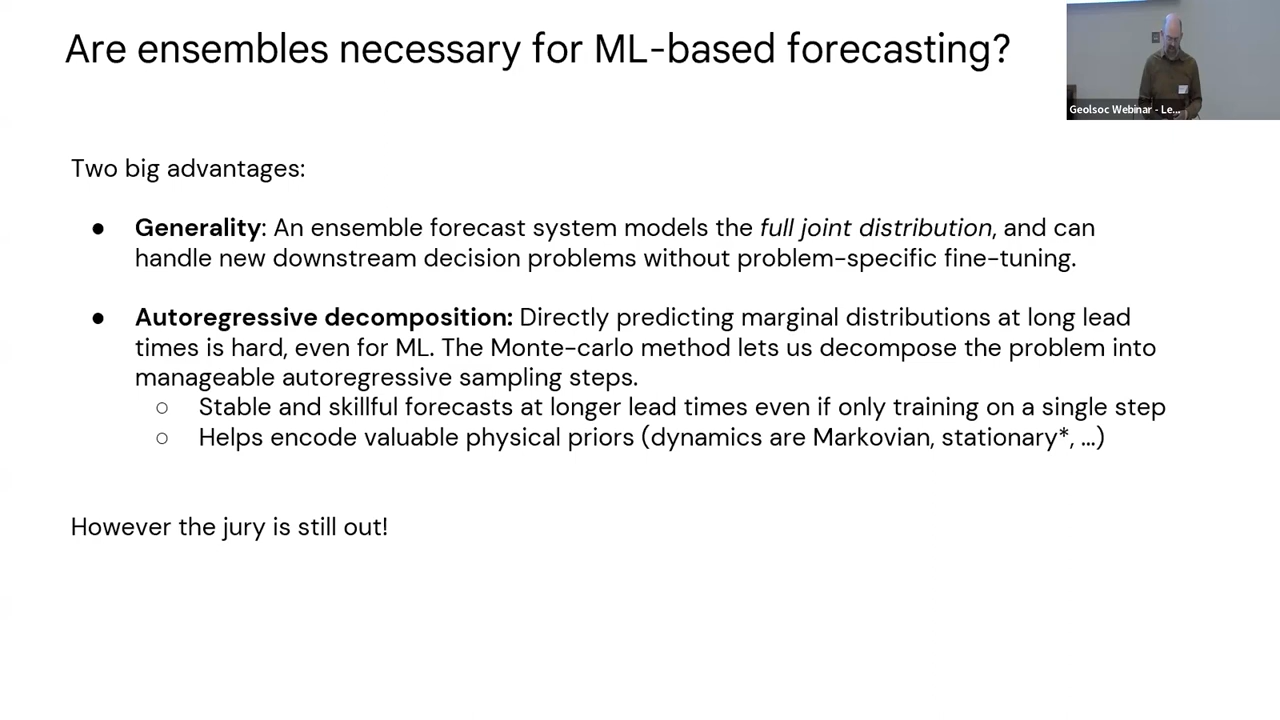 Are ensembles necessary for ML-based forecasting?
Geolsoc Webinar - Le...
Two big advantages:
● Generality: An ensemble forecast system models the full joint distribution, and can
handle new downstream decision problems without problem-specific fine-tuning.
● Autoregressive decomposition: Directly predicting marginal distributions at long lead
times is hard, even for ML. The Monte-carlo method lets us decompose the problem into
manageable autoregressive sampling steps.
○ Stable and skillful forecasts at longer lead times even if only training on a single step
○ Helps encode valuable physical priors (dynamics are Markovian, stationary*, ...)
However the jury is still out!